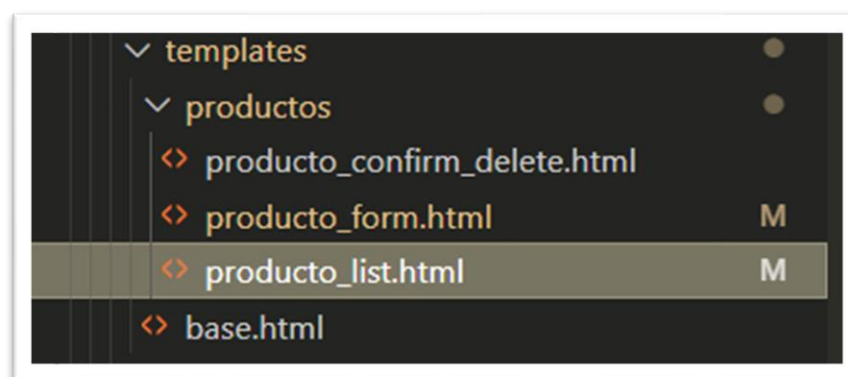 templates
productos
producto_confirm_delete.html
producto_form.html M
producto_list.html M
base.html